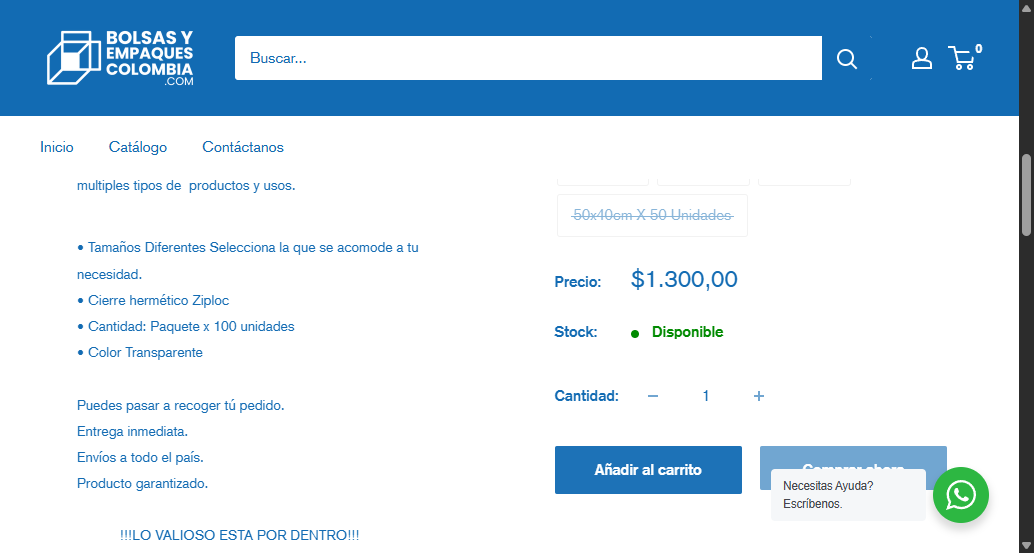 BOLSAS Y
EMPAQUES
COLOMBIA
.COM
Buscar...
0
Inicio
Catálogo
Contáctanos
multiples tipos de productos y usos.
• Tamaños Diferentes Selecciona la que se acomode a tu
necesidad.
• Cierre hermético Ziploc
• Cantidad: Paquete x 100 unidades
• Color Transparente
Puedes pasar a recoger tú pedido.
Entrega inmediata.
Envíos a todo el país.
Producto garantizado.
!!!LO VALIOSO ESTA POR DENTRO!!!
50x40cm X 50 Unidades
Precio: $1.300,00
Stock: Disponible
Cantidad: − 1 +
Añadir al carrito
Comprar ahora
Necesitas Ayuda?
Escríbenos.